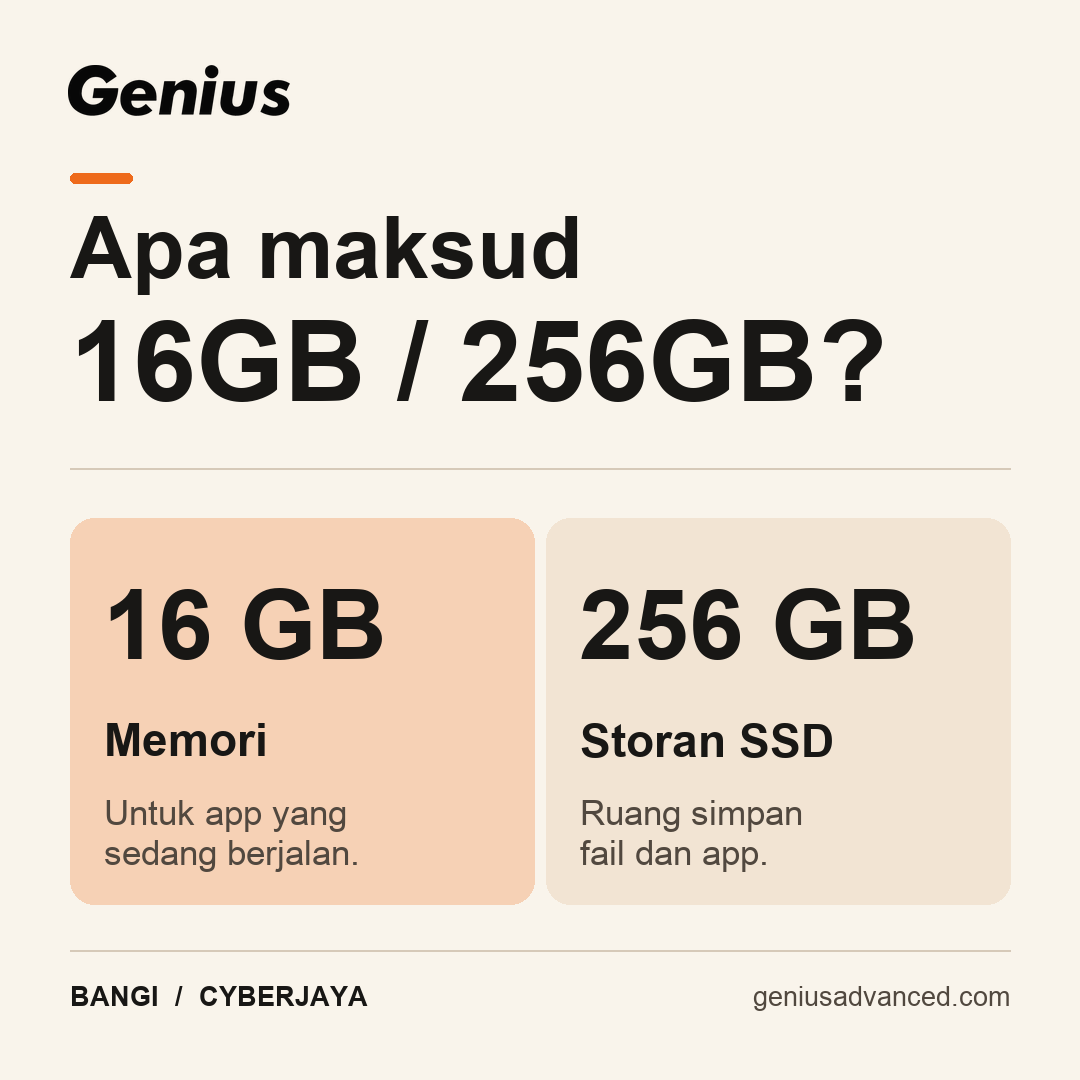 Genius
Apa maksud
16GB / 256GB?
16 GB
Memori
Untuk app yang
sedang berjalan.
256 GB
Storan SSD
Ruang simpan
fail dan app.
BANGI / CYBERJAYA
geniusadvanced.com